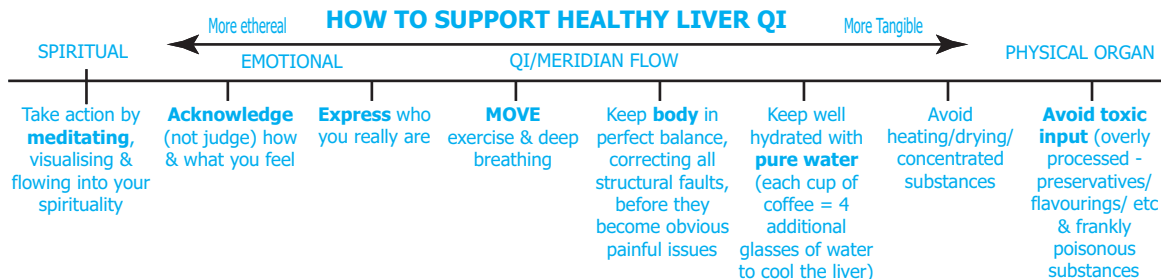 HOW TO SUPPORT HEALTHY LIVER QI
More ethereal
More Tangible
SPIRITUAL
EMOTIONAL
QI/MERIDIAN FLOW
PHYSICAL ORGAN
Take action by
meditating,
visualising &
flowing into your
spirituality
Acknowledge
(not judge) how
& what you feel
Express who
you really are
MOVE
exercise & deep
breathing
Keep body in
perfect balance,
correcting all
structural faults,
before they
become obvious
painful issues
Keep well
hydrated with
pure water
(each cup of
coffee = 4
additional
glasses of water
to cool the liver)
Avoid
heating/drying/
concentrated
substances
Avoid toxic
input (overly
processed -
preservatives/
flavourings/ etc
& frankly
poisonous
substances